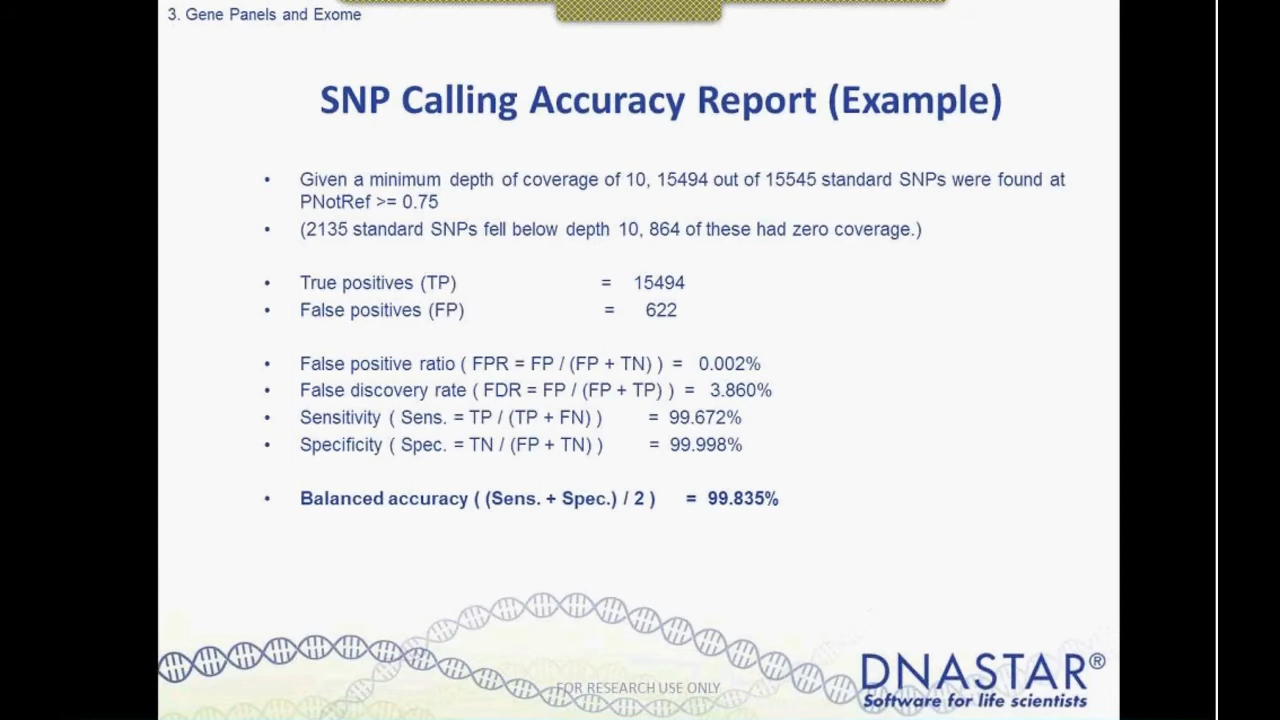 3. Gene Panels and Exome
SNP Calling Accuracy Report (Example)
• Given a minimum depth of coverage of 10, 15494 out of 15545 standard SNPs were found at
PNotRef >= 0.75
• (2135 standard SNPs fell below depth 10, 864 of these had zero coverage.)
• True positives (TP) = 15494
• False positives (FP) = 622
• False positive ratio ( FPR = FP / (FP + TN) ) = 0.002%
• False discovery rate ( FDR = FP / (FP + TP) ) = 3.860%
• Sensitivity ( Sens. = TP / (TP + FN) ) = 99.672%
• Specificity ( Spec. = TN / (FP + TN) ) = 99.998%
• Balanced accuracy ( (Sens. + Spec.) / 2 ) = 99.835%
FOR RESEARCH USE ONLY
DNASTAR®
Software for life scientists